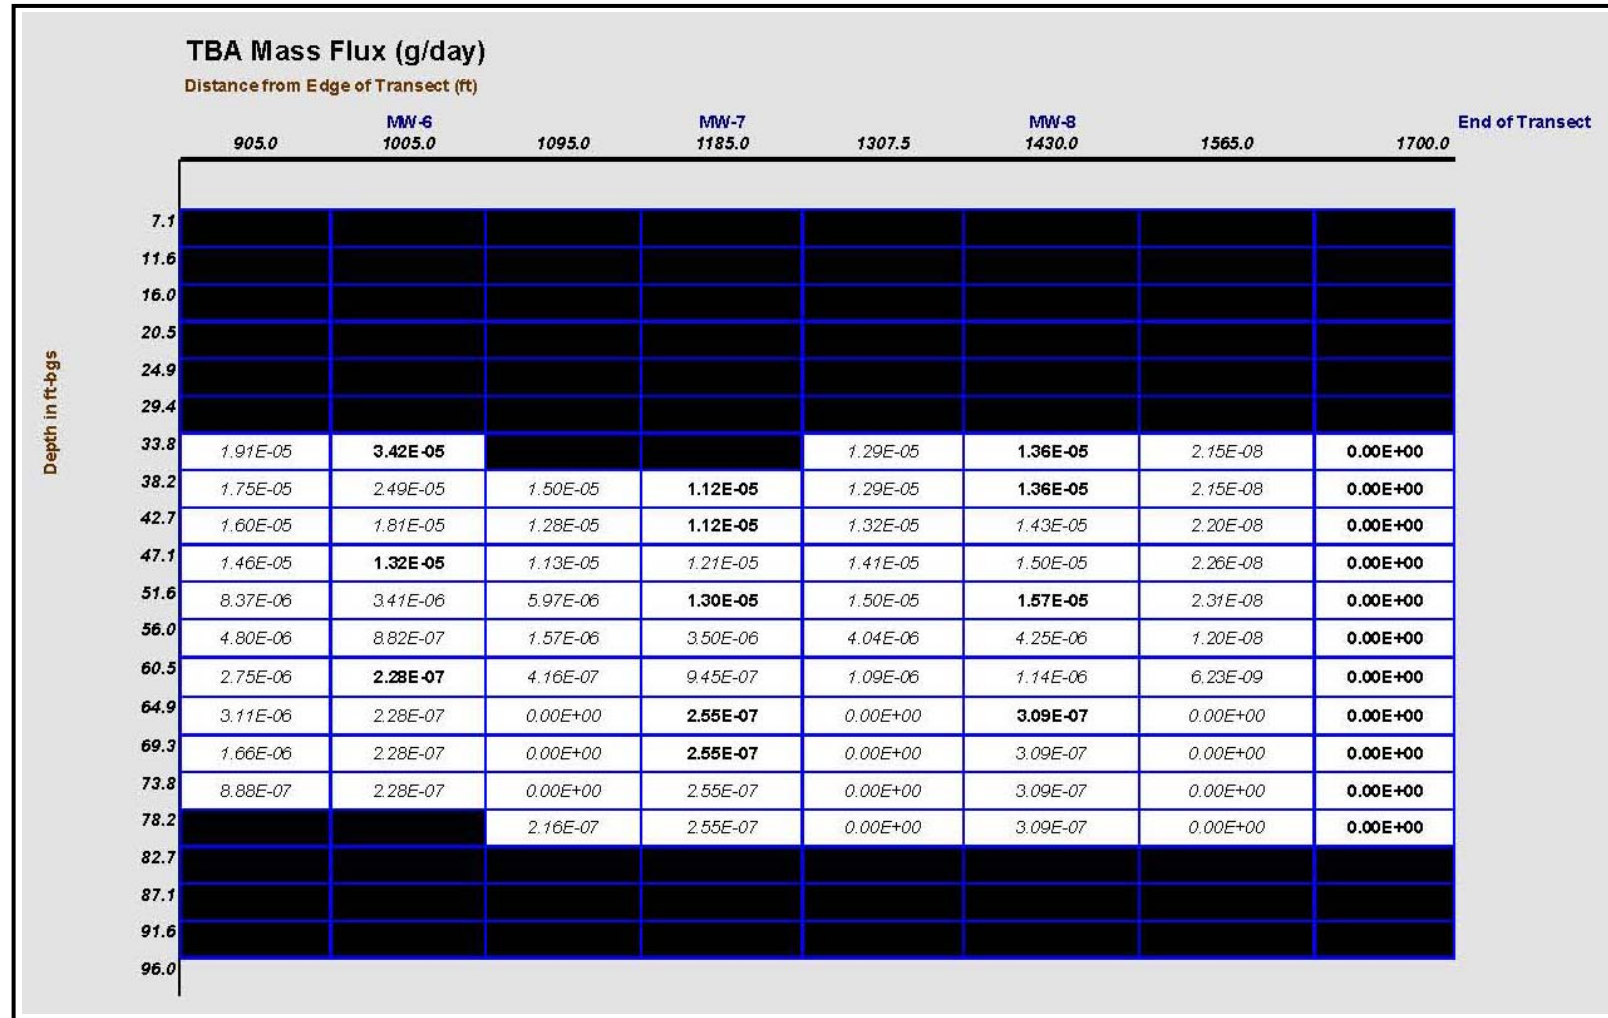 TBA Mass Flux (g/day)
Distance from Edge of Transect (ft)
MW-6 MW-7 MW-8 End of Transect
905.0 1005.0 1095.0 1185.0 1307.5 1430.0 1565.0 1700.0
Depth in ft-bgs
7.1
11.6
16.0
20.5
24.9
29.4
33.8 1.91E-05 3.42E-05 1.29E-05 1.36E-05 2.15E-08 0.00E+00
38.2 1.75E-05 2.49E-05 1.50E-05 1.12E-05 1.29E-05 1.36E-05 2.15E-08 0.00E+00
42.7 1.60E-05 1.81E-05 1.28E-05 1.12E-05 1.32E-05 1.43E-05 2.20E-08 0.00E+00
47.1 1.46E-05 1.32E-05 1.13E-05 1.21E-05 1.41E-05 1.50E-05 2.26E-08 0.00E+00
51.6 8.37E-06 3.41E-06 5.97E-06 1.30E-05 1.50E-05 1.57E-05 2.31E-08 0.00E+00
56.0 4.80E-06 8.82E-07 1.57E-06 3.50E-06 4.04E-06 4.25E-06 1.20E-08 0.00E+00
60.5 2.75E-06 2.28E-07 4.16E-07 9.45E-07 1.09E-06 1.14E-06 6.23E-09 0.00E+00
64.9 3.11E-06 2.28E-07 0.00E+00 2.55E-07 0.00E+00 3.09E-07 0.00E+00 0.00E+00
69.3 1.66E-06 2.28E-07 0.00E+00 2.55E-07 0.00E+00 3.09E-07 0.00E+00 0.00E+00
73.8 8.88E-07 2.28E-07 0.00E+00 2.55E-07 0.00E+00 3.09E-07 0.00E+00 0.00E+00
78.2 2.16E-07 2.55E-07 0.00E+00 3.09E-07 0.00E+00 0.00E+00
82.7
87.1
91.6
96.0